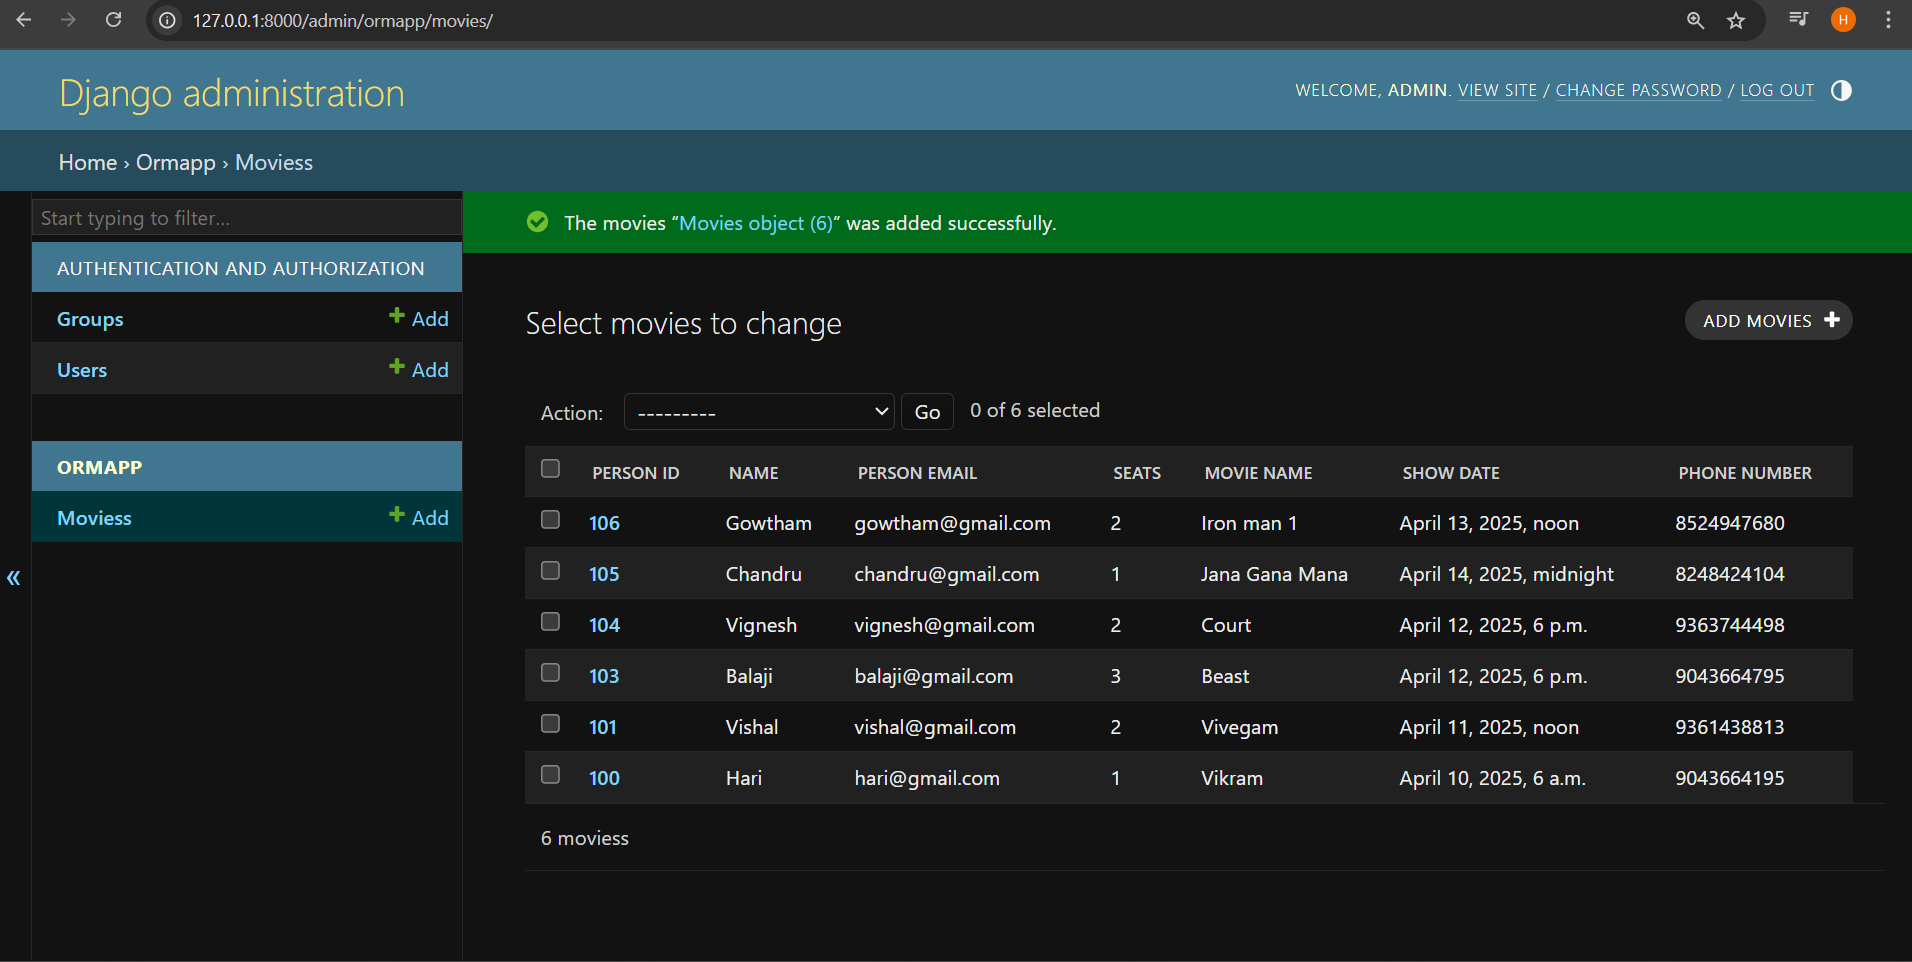 127.0.0.1:8000/admin/ormapp/movies/
H
Django administration
WELCOME, ADMIN. VIEW SITE / CHANGE PASSWORD / LOG OUT
Home › Ormapp › Moviess
Start typing to filter...
AUTHENTICATION AND AUTHORIZATION
Groups + Add
Users + Add
ORMAPP
Moviess + Add
«
The movies “Movies object (6)” was added successfully.
Select movies to change
ADD MOVIES +
Action: --------- Go 0 of 6 selected
PERSON ID NAME PERSON EMAIL SEATS MOVIE NAME SHOW DATE PHONE NUMBER
106 Gowtham gowtham@gmail.com 2 Iron man 1 April 13, 2025, noon 8524947680
105 Chandru chandru@gmail.com 1 Jana Gana Mana April 14, 2025, midnight 8248424104
104 Vignesh vignesh@gmail.com 2 Court April 12, 2025, 6 p.m. 9363744498
103 Balaji balaji@gmail.com 3 Beast April 12, 2025, 6 p.m. 9043664795
101 Vishal vishal@gmail.com 2 Vivegam April 11, 2025, noon 9361438813
100 Hari hari@gmail.com 1 Vikram April 10, 2025, 6 a.m. 9043664195
6 moviess